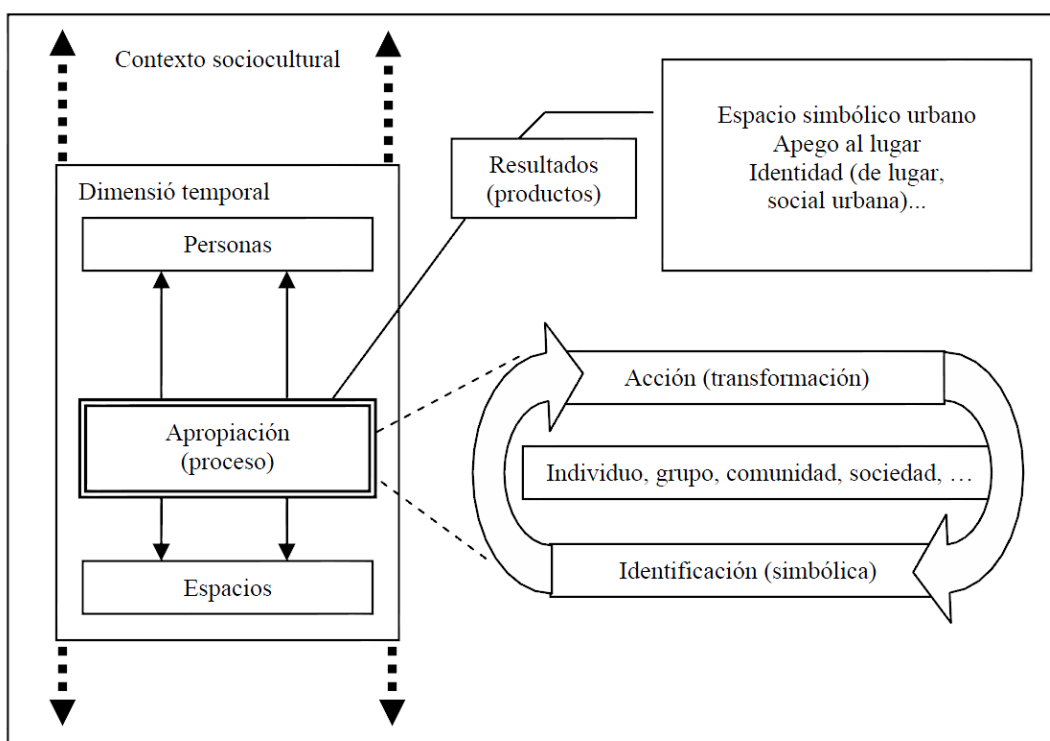 Contexto sociocultural
Dimensió temporal
Personas
Apropiación
(proceso)
Espacios
Resultados
(productos)
Espacio simbólico urbano
Apego al lugar
Identidad (de lugar,
social urbana)...
Acción (transformación)
Individuo, grupo, comunidad, sociedad, …
Identificación (simbólica)